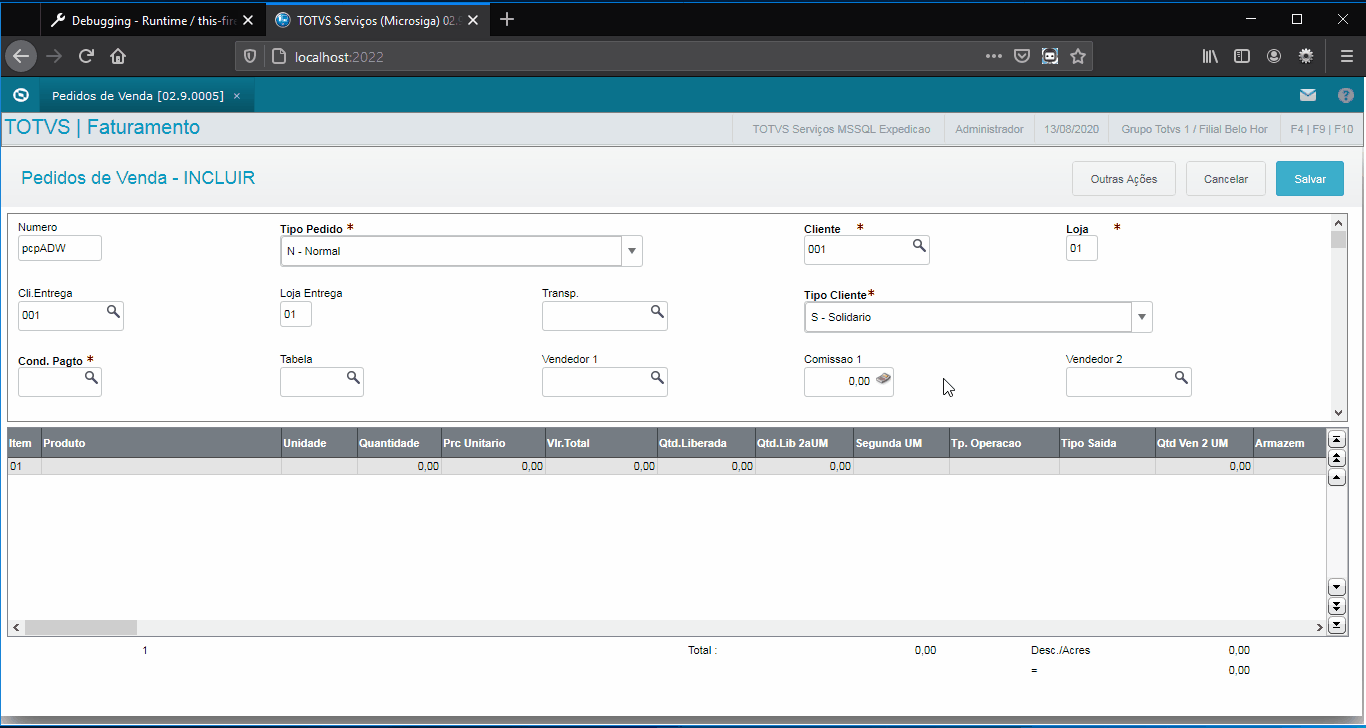 Debugging - Runtime / this-fire
TOTVS Serviços (Microsiga) 02.9
localhost:2022
Pedidos de Venda [02.9.0005] ×
TOTVS | Faturamento
TOTVS Serviços MSSQL Expedicao
Administrador
13/08/2020
Grupo Totvs 1 / Filial Belo Hor
F4 | F9 | F10
Pedidos de Venda - INCLUIR
Outras Ações
Cancelar
Salvar
Numero
Tipo Pedido *
Cliente *
Loja *
pcpADW
N - Normal
001
01
Cli.Entrega
Loja Entrega
Transp.
Tipo Cliente*
001
01
S - Solidario
Cond. Pagto *
Tabela
Vendedor 1
Comissao 1
Vendedor 2
0,00
Item Produto Unidade Quantidade Prc Unitario Vlr.Total Qtd.Liberada Qtd.Lib 2aUM Segunda UM Tp. Operacao Tipo Saida Qtd Ven 2 UM Armazem
01 0,00 0,00 0,00 0,00 0,00 0,00
1 Total : 0,00 Desc./Acres 0,00
= 0,00